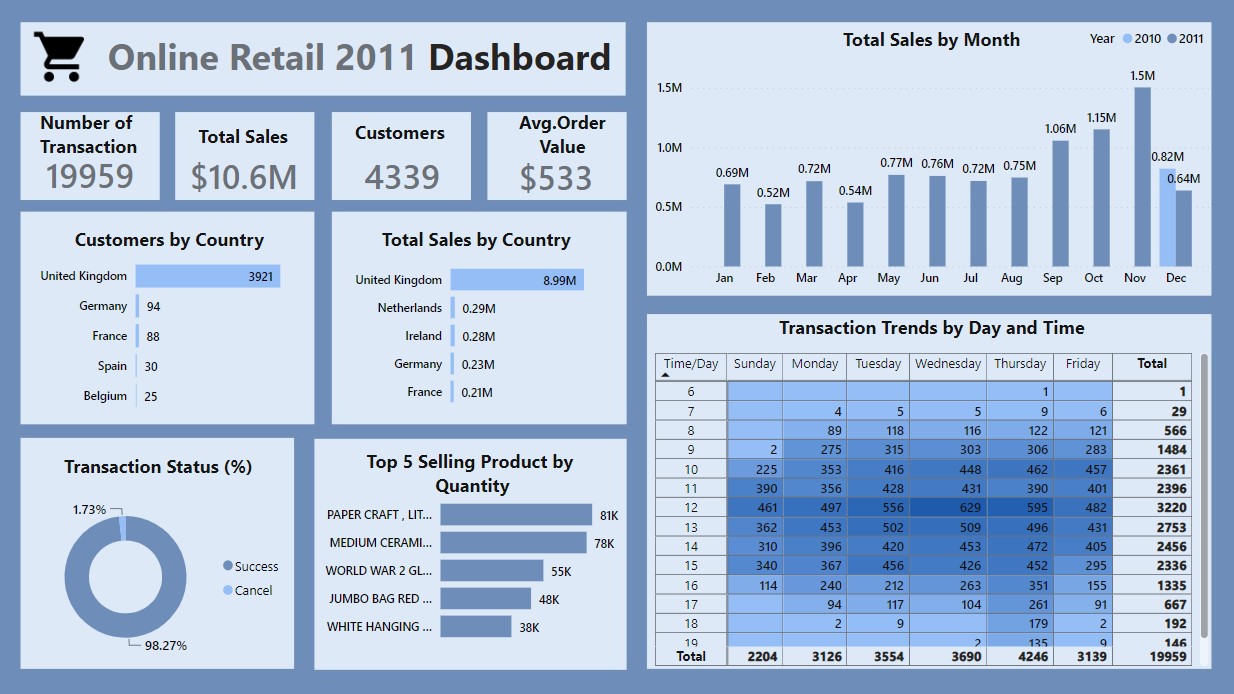 Online Retail 2011 Dashboard
Number of
Transaction
19959
Total Sales
$10.6M
Customers
4339
Avg.Order
Value
$533
Customers by Country
United Kingdom 3921
Germany 94
France 88
Spain 30
Belgium 25
Total Sales by Country
United Kingdom 8.99M
Netherlands 0.29M
Ireland 0.28M
Germany 0.23M
France 0.21M
Transaction Status (%)
1.73%
98.27%
Success
Cancel
Top 5 Selling Product by
Quantity
PAPER CRAFT , LIT... 81K
MEDIUM CERAMI... 78K
WORLD WAR 2 GL... 55K
JUMBO BAG RED ... 48K
WHITE HANGING ... 38K
Total Sales by Month
Year 2010 2011
1.5M
1.0M
0.5M
0.0M
0.69M 0.52M 0.72M 0.54M 0.77M 0.76M 0.72M 0.75M 1.06M 1.15M 1.5M 0.82M 0.64M
Jan Feb Mar Apr May Jun Jul Aug Sep Oct Nov Dec
Transaction Trends by Day and Time
Time/Day Sunday Monday Tuesday Wednesday Thursday Friday Total
6 1 1
7 4 5 5 9 6 29
8 89 118 116 122 121 566
9 2 275 315 303 306 283 1484
10 225 353 416 448 462 457 2361
11 390 356 428 431 390 401 2396
12 461 497 556 629 595 482 3220
13 362 453 502 509 496 431 2753
14 310 396 420 453 472 405 2456
15 340 367 456 426 452 295 2336
16 114 240 212 263 351 155 1335
17 94 117 104 261 91 667
18 2 9 179 2 192
19 2 135 9 146
Total 2204 3126 3554 3690 4246 3139 19959